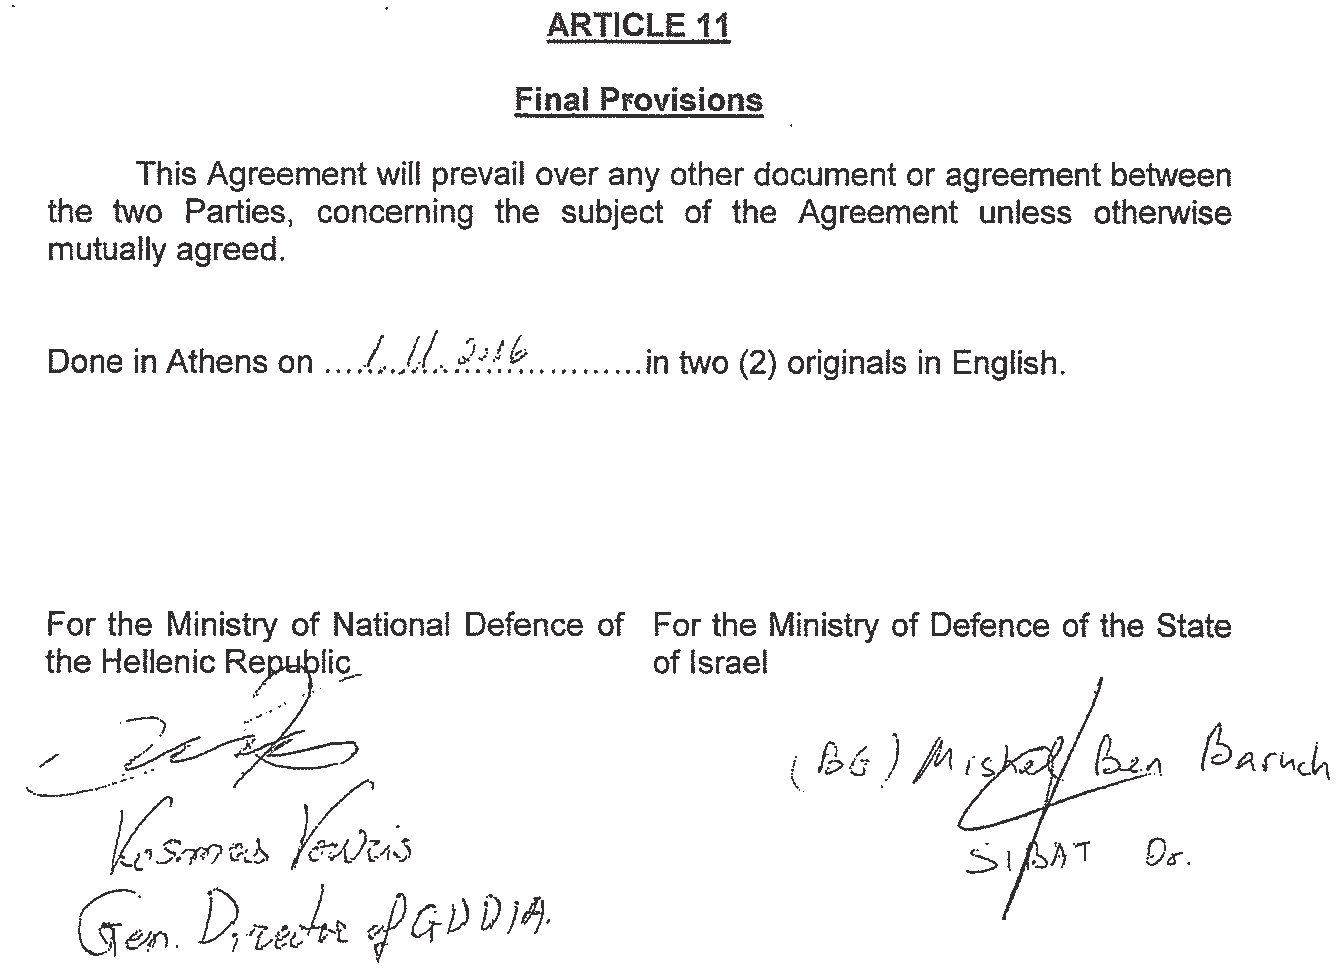 ARTICLE 11
Final Provisions
This Agreement will prevail over any other document or agreement between
the two Parties, concerning the subject of the Agreement unless otherwise
mutually agreed.
Done in Athens on ....1.11.2016............in two (2) originals in English.
For the Ministry of National Defence of
the Hellenic Republic
Kosmas Vouris
Gen. Director of GDDIA.
For the Ministry of Defence of the State
of Israel
(BG) Mishel Ben Baruch
SIBAT Dr.